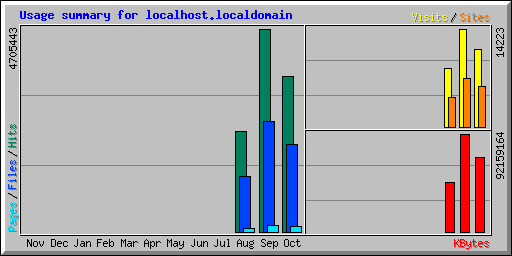 Usage summary for localhost.localdomain
Visits / Sites
4705443
14223
Pages / Files / Hits
92159164
Nov Dec Jan Feb Mar Apr May Jun Jul Aug Sep Oct
KBytes